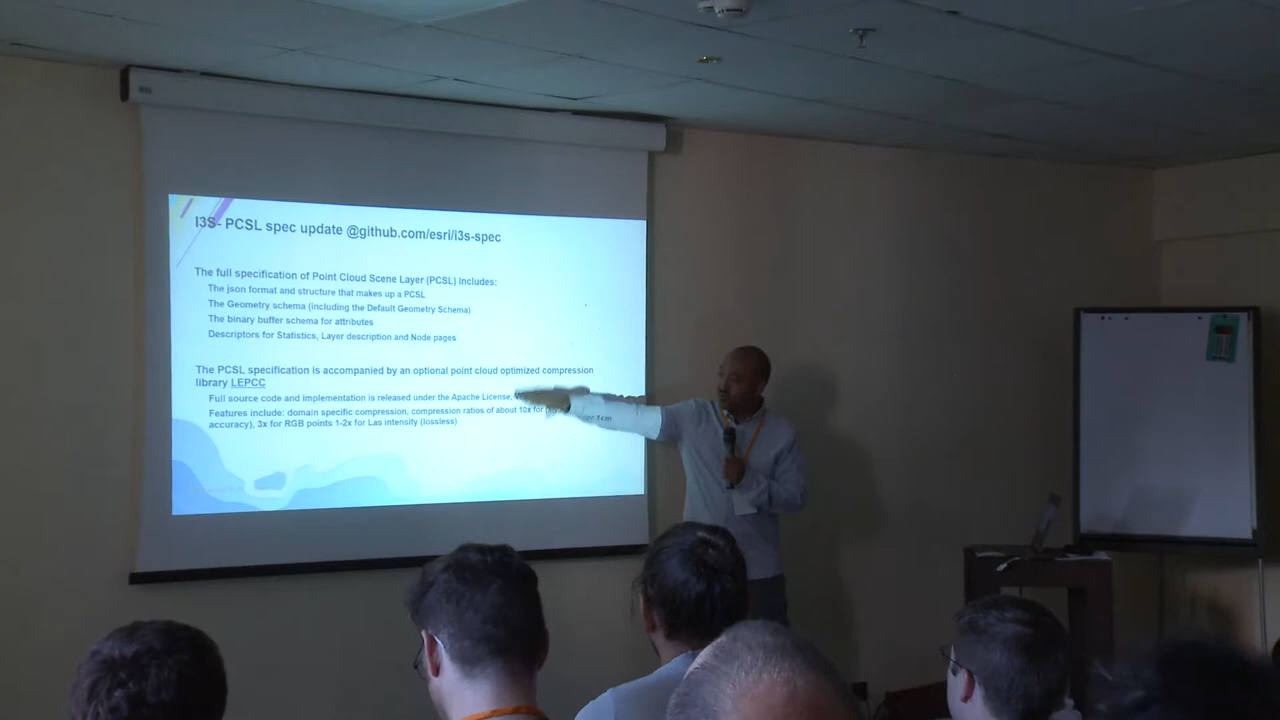 I3S- PCSL spec update @github.com/esri/i3s-spec
The full specification of Point Cloud Scene Layer (PCSL) includes:
The json format and structure that makes up a PCSL
The Geometry schema (including the Default Geometry Schema)
The binary buffer schema for attributes
Descriptors for Statistics, Layer description and Node pages
The PCSL specification is accompanied by an optional point cloud optimized compression
library LEPCC
Full source code and implementation is released under the Apache License,
Features include: domain specific compression, compression ratios of about 10x for 1cm
accuracy), 3x for RGB points 1-2x for Las intensity (lossless)